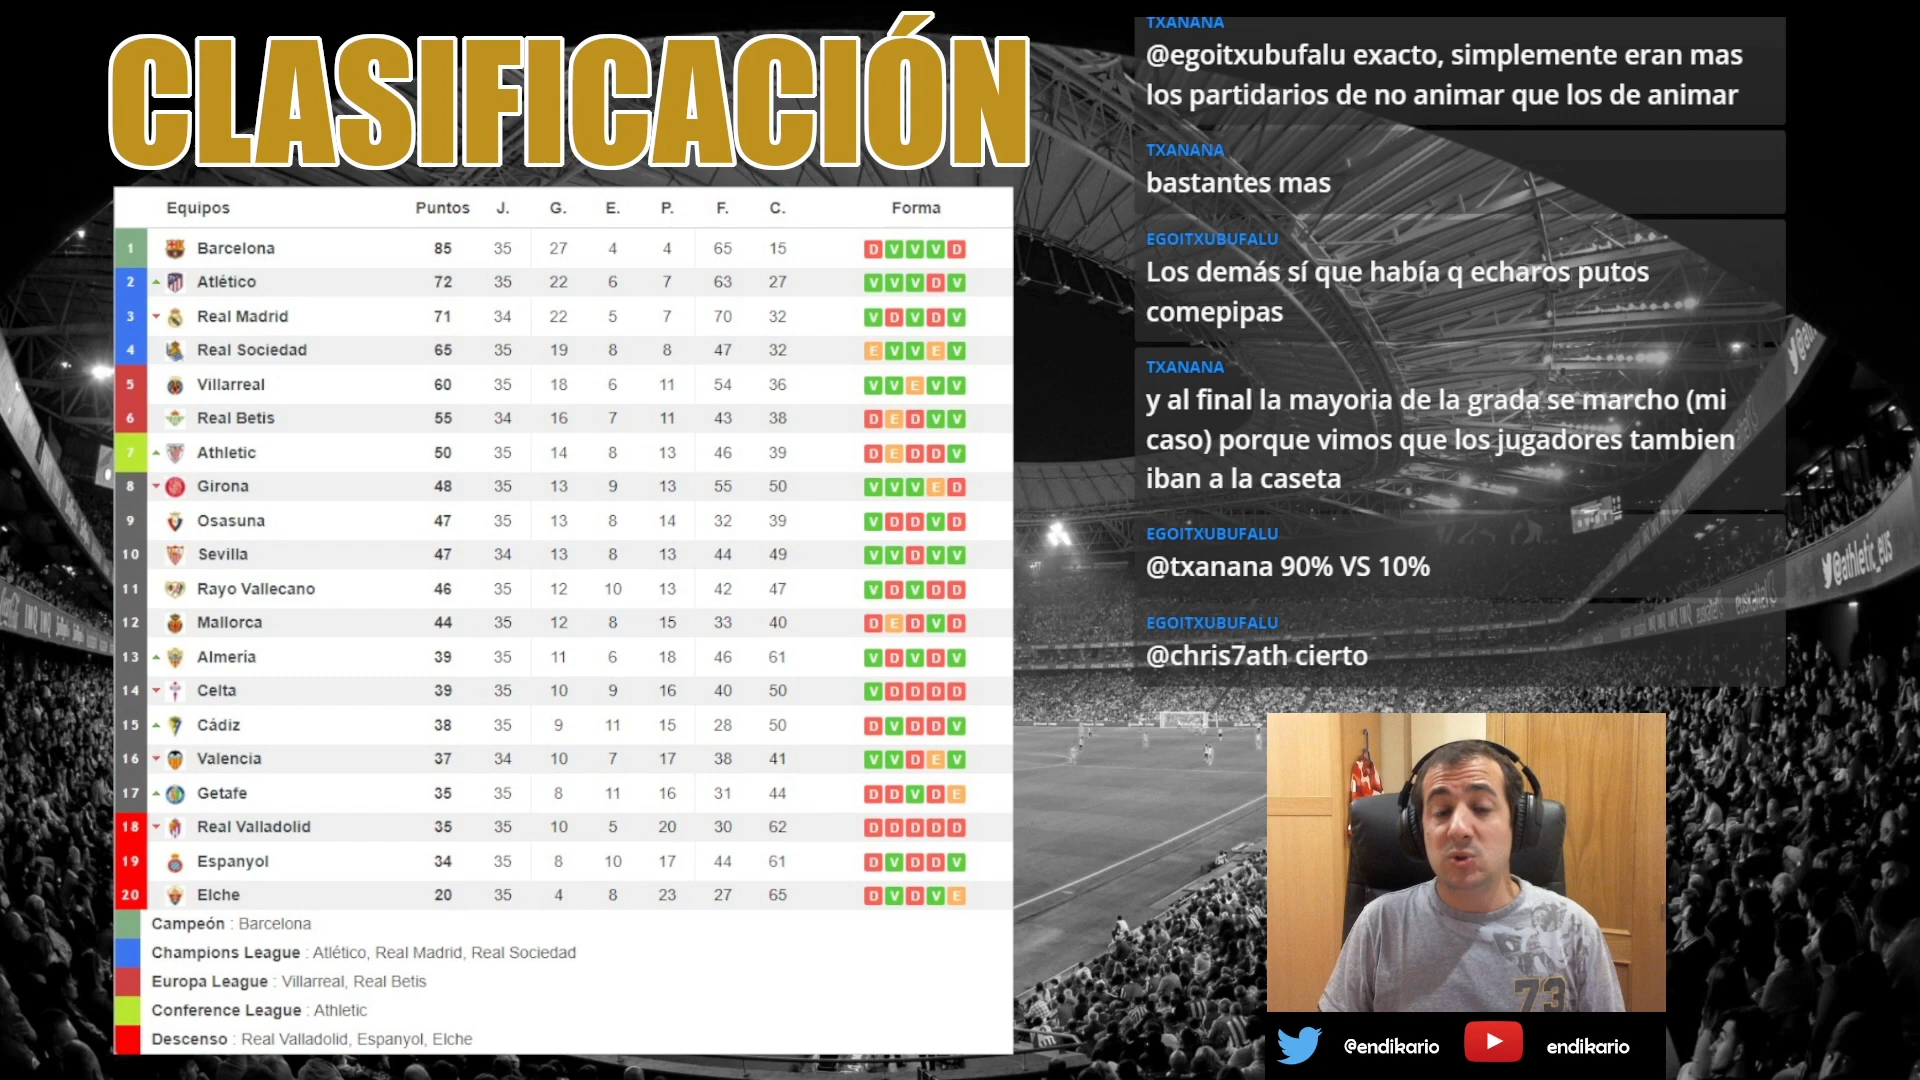 CLASIFICACIÓN
Equipos Puntos J. G. E. P. F. C. Forma
1 Barcelona 85 35 27 4 4 65 15 D V V V D
2 Atlético 72 35 22 6 7 63 27 V V V D V
3 Real Madrid 71 34 22 5 7 70 32 V D V D V
4 Real Sociedad 65 35 19 8 8 47 32 E V V E V
5 Villarreal 60 35 18 6 11 54 36 V V E V V
6 Real Betis 55 34 16 7 11 43 38 D E D V V
7 Athletic 50 35 14 8 13 46 39 D E D D V
8 Girona 48 35 13 9 13 55 50 V V V E D
9 Osasuna 47 35 13 8 14 32 39 V D D V D
10 Sevilla 47 34 13 8 13 44 49 V V D V V
11 Rayo Vallecano 46 35 12 10 13 42 47 V D V D D
12 Mallorca 44 35 12 8 15 33 40 D E D V D
13 Almería 39 35 11 6 18 46 61 V D V D V
14 Celta 39 35 10 9 16 40 50 V D D D D
15 Cádiz 38 35 9 11 15 28 50 D V D D V
16 Valencia 37 34 10 7 17 38 41 V V D E V
17 Getafe 35 35 8 11 16 31 44 D D V D E
18 Real Valladolid 35 35 10 5 20 30 62 D D D D D
19 Espanyol 34 35 8 10 17 44 61 D V D D V
20 Elche 20 35 4 8 23 27 65 D V D V E
Campeón : Barcelona
Champions League : Atlético, Real Madrid, Real Sociedad
Europa League : Villarreal, Real Betis
Conference League : Athletic
Descenso : Real Valladolid, Espanyol, Elche
TXANANA
@egoitxubufalu exacto, simplemente eran mas
los partidarios de no animar que los de animar
TXANANA
bastantes mas
EGOITXUBUFALU
Los demás sí que había q echaros putos
comepipas
TXANANA
y al final la mayoria de la grada se marcho (mi
caso) porque vimos que los jugadores tambien
iban a la caseta
EGOITXUBUFALU
@txanana 90% VS 10%
EGOITXUBUFALU
@chris7ath cierto
@athletic_eus
73
@endikario
endikario